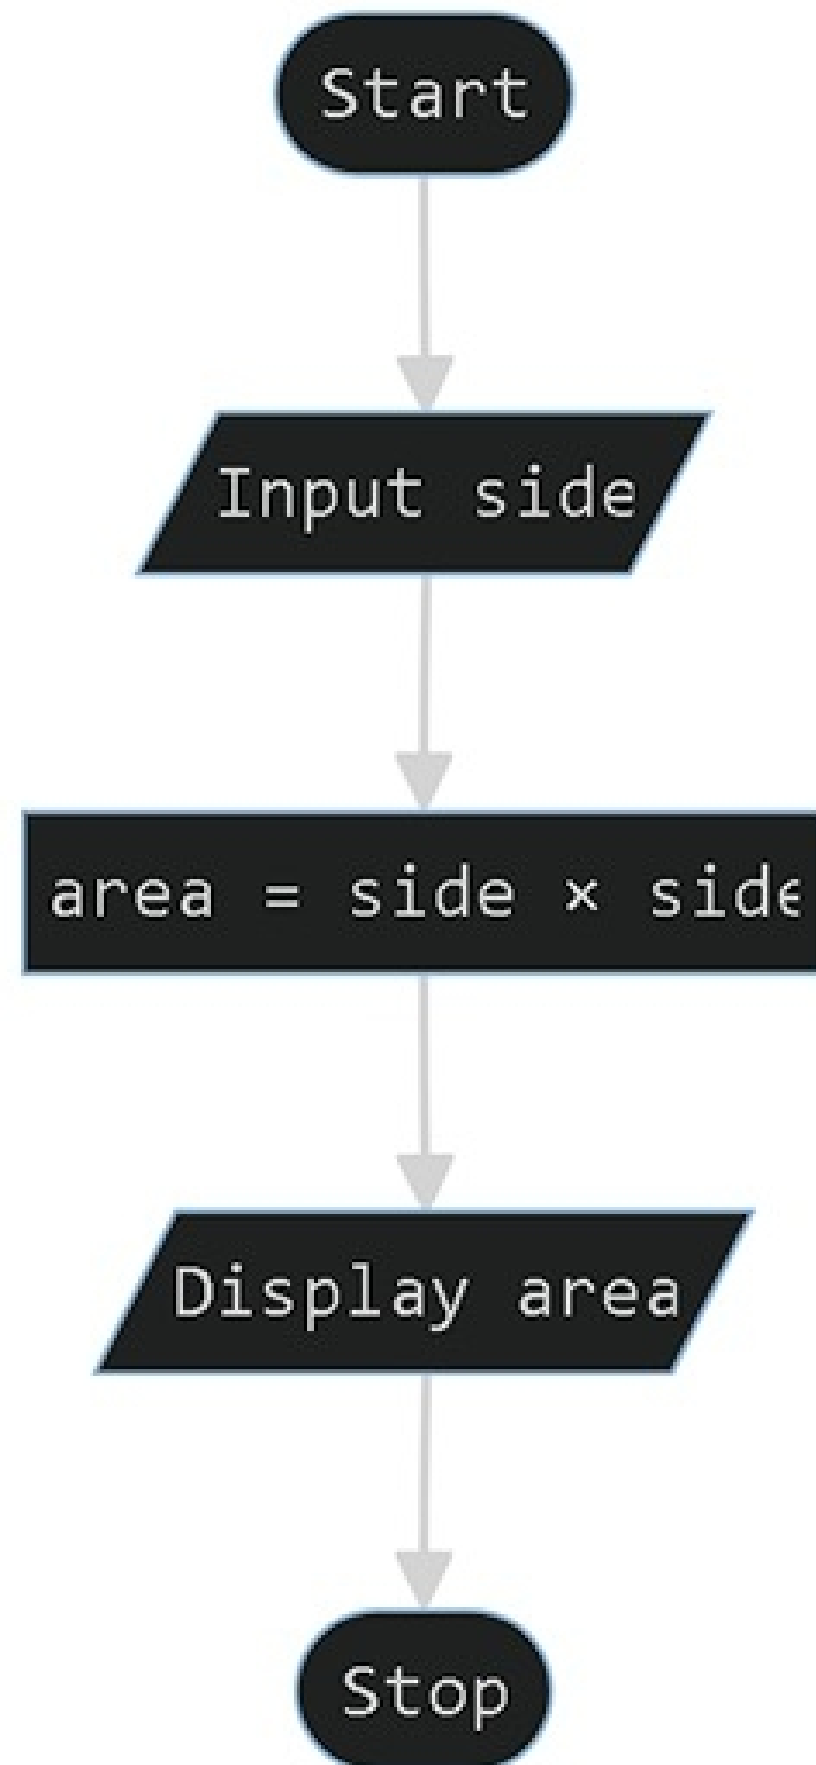 Start
Input side
area = side × side
Display area
Stop